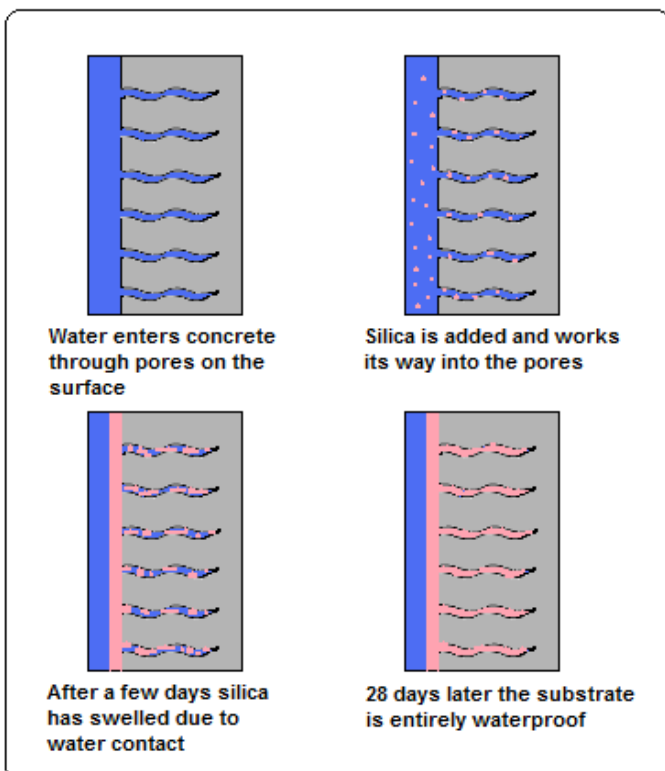 Water enters concrete
through pores on the
surface
Silica is added and works
its way into the pores
After a few days silica
has swelled due to
water contact
28 days later the substrate
is entirely waterproof